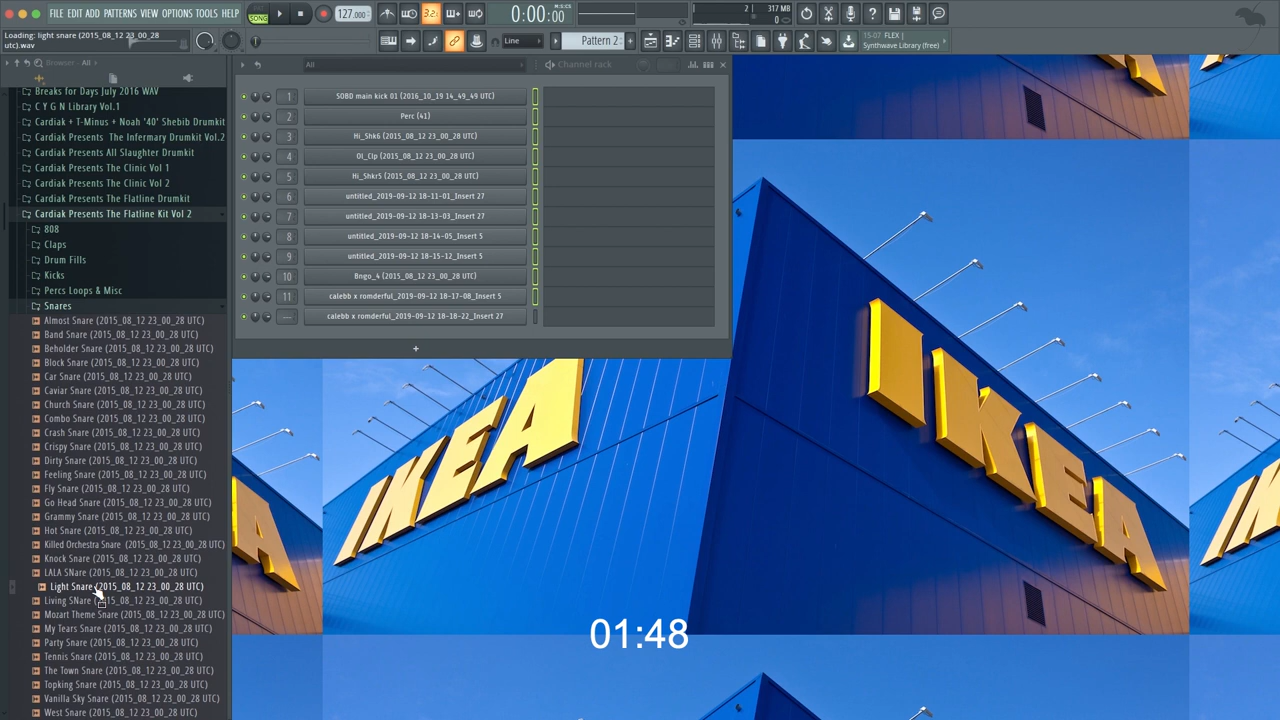 FILE EDIT ADD PATTERNS VIEW OPTIONS TOOLS HELP
SONG
127.000
3.2
0:00:00
M:S:CS
2
317 MB
0
Loading: light snare (2015_08_12 23_00_28
utc).wav
Line
Pattern 2
15-07 FLEX |
Synthwave Library (free)
Browser - All
All
Channel rack
Breaks for Days July 2016 WAV
C Y G N Library Vol.1
Cardiak + T-Minus + Noah '40' Shebib Drumkit
Cardiak Presents The Infermary Drumkit Vol.2
Cardiak Presents All Slaughter Drumkit
Cardiak Presents The Clinic Vol 1
Cardiak Presents The Clinic Vol 2
Cardiak Presents The Flatline Drumkit
Cardiak Presents The Flatline Kit Vol 2
808
Claps
Drum Fills
Kicks
Percs Loops & Misc
Snares
Almost Snare (2015_08_12 23_00_28 UTC)
Band Snare (2015_08_12 23_00_28 UTC)
Beholder Snare (2015_08_12 23_00_28 UTC)
Block Snare (2015_08_12 23_00_28 UTC)
Car Snare (2015_08_12 23_00_28 UTC)
Caviar Snare (2015_08_12 23_00_28 UTC)
Church Snare (2015_08_12 23_00_28 UTC)
Combo Snare (2015_08_12 23_00_28 UTC)
Crash Snare (2015_08_12 23_00_28 UTC)
Crispy Snare (2015_08_12 23_00_28 UTC)
Dirty Snare (2015_08_12 23_00_28 UTC)
Feeling Snare (2015_08_12 23_00_28 UTC)
Fly Snare (2015_08_12 23_00_28 UTC)
Go Head Snare (2015_08_12 23_00_28 UTC)
Grammy Snare (2015_08_12 23_00_28 UTC)
Hot Snare (2015_08_12 23_00_28 UTC)
Killed Orchestra Snare (2015_08_12 23_00_28 UTC)
Knock Snare (2015_08_12 23_00_28 UTC)
LALA SNare (2015_08_12 23_00_28 UTC)
Light Snare (2015_08_12 23_00_28 UTC)
Living SNare (2015_08_12 23_00_28 UTC)
Mozart Theme Snare (2015_08_12 23_00_28 UTC)
My Tears Snare (2015_08_12 23_00_28 UTC)
Party Snare (2015_08_12 23_00_28 UTC)
Tennis Snare (2015_08_12 23_00_28 UTC)
The Town Snare (2015_08_12 23_00_28 UTC)
Topking Snare (2015_08_12 23_00_28 UTC)
Vanilla Sky Snare (2015_08_12 23_00_28 UTC)
West Snare (2015_08_12 23_00_28 UTC)
1 SOBD main kick 01 (2016_10_19 14_49_49 UTC)
2 Perc (41)
3 Hi_Shk6 (2015_08_12 23_00_28 UTC)
4 Ol_Clp (2015_08_12 23_00_28 UTC)
5 Hi_Shkr5 (2015_08_12 23_00_28 UTC)
6 untitled_2019-09-12 18-11-01_Insert 27
7 untitled_2019-09-12 18-13-03_Insert 27
8 untitled_2019-09-12 18-14-05_Insert 5
9 untitled_2019-09-12 18-15-12_Insert 5
10 Bngo_4 (2015_08_12 23_00_28 UTC)
11 calebb x romderful_2019-09-12 18-17-08_Insert 5
--- calebb x romderful_2019-09-12 18-18-22_Insert 27
+
IKEA
IKEA
A
01:48